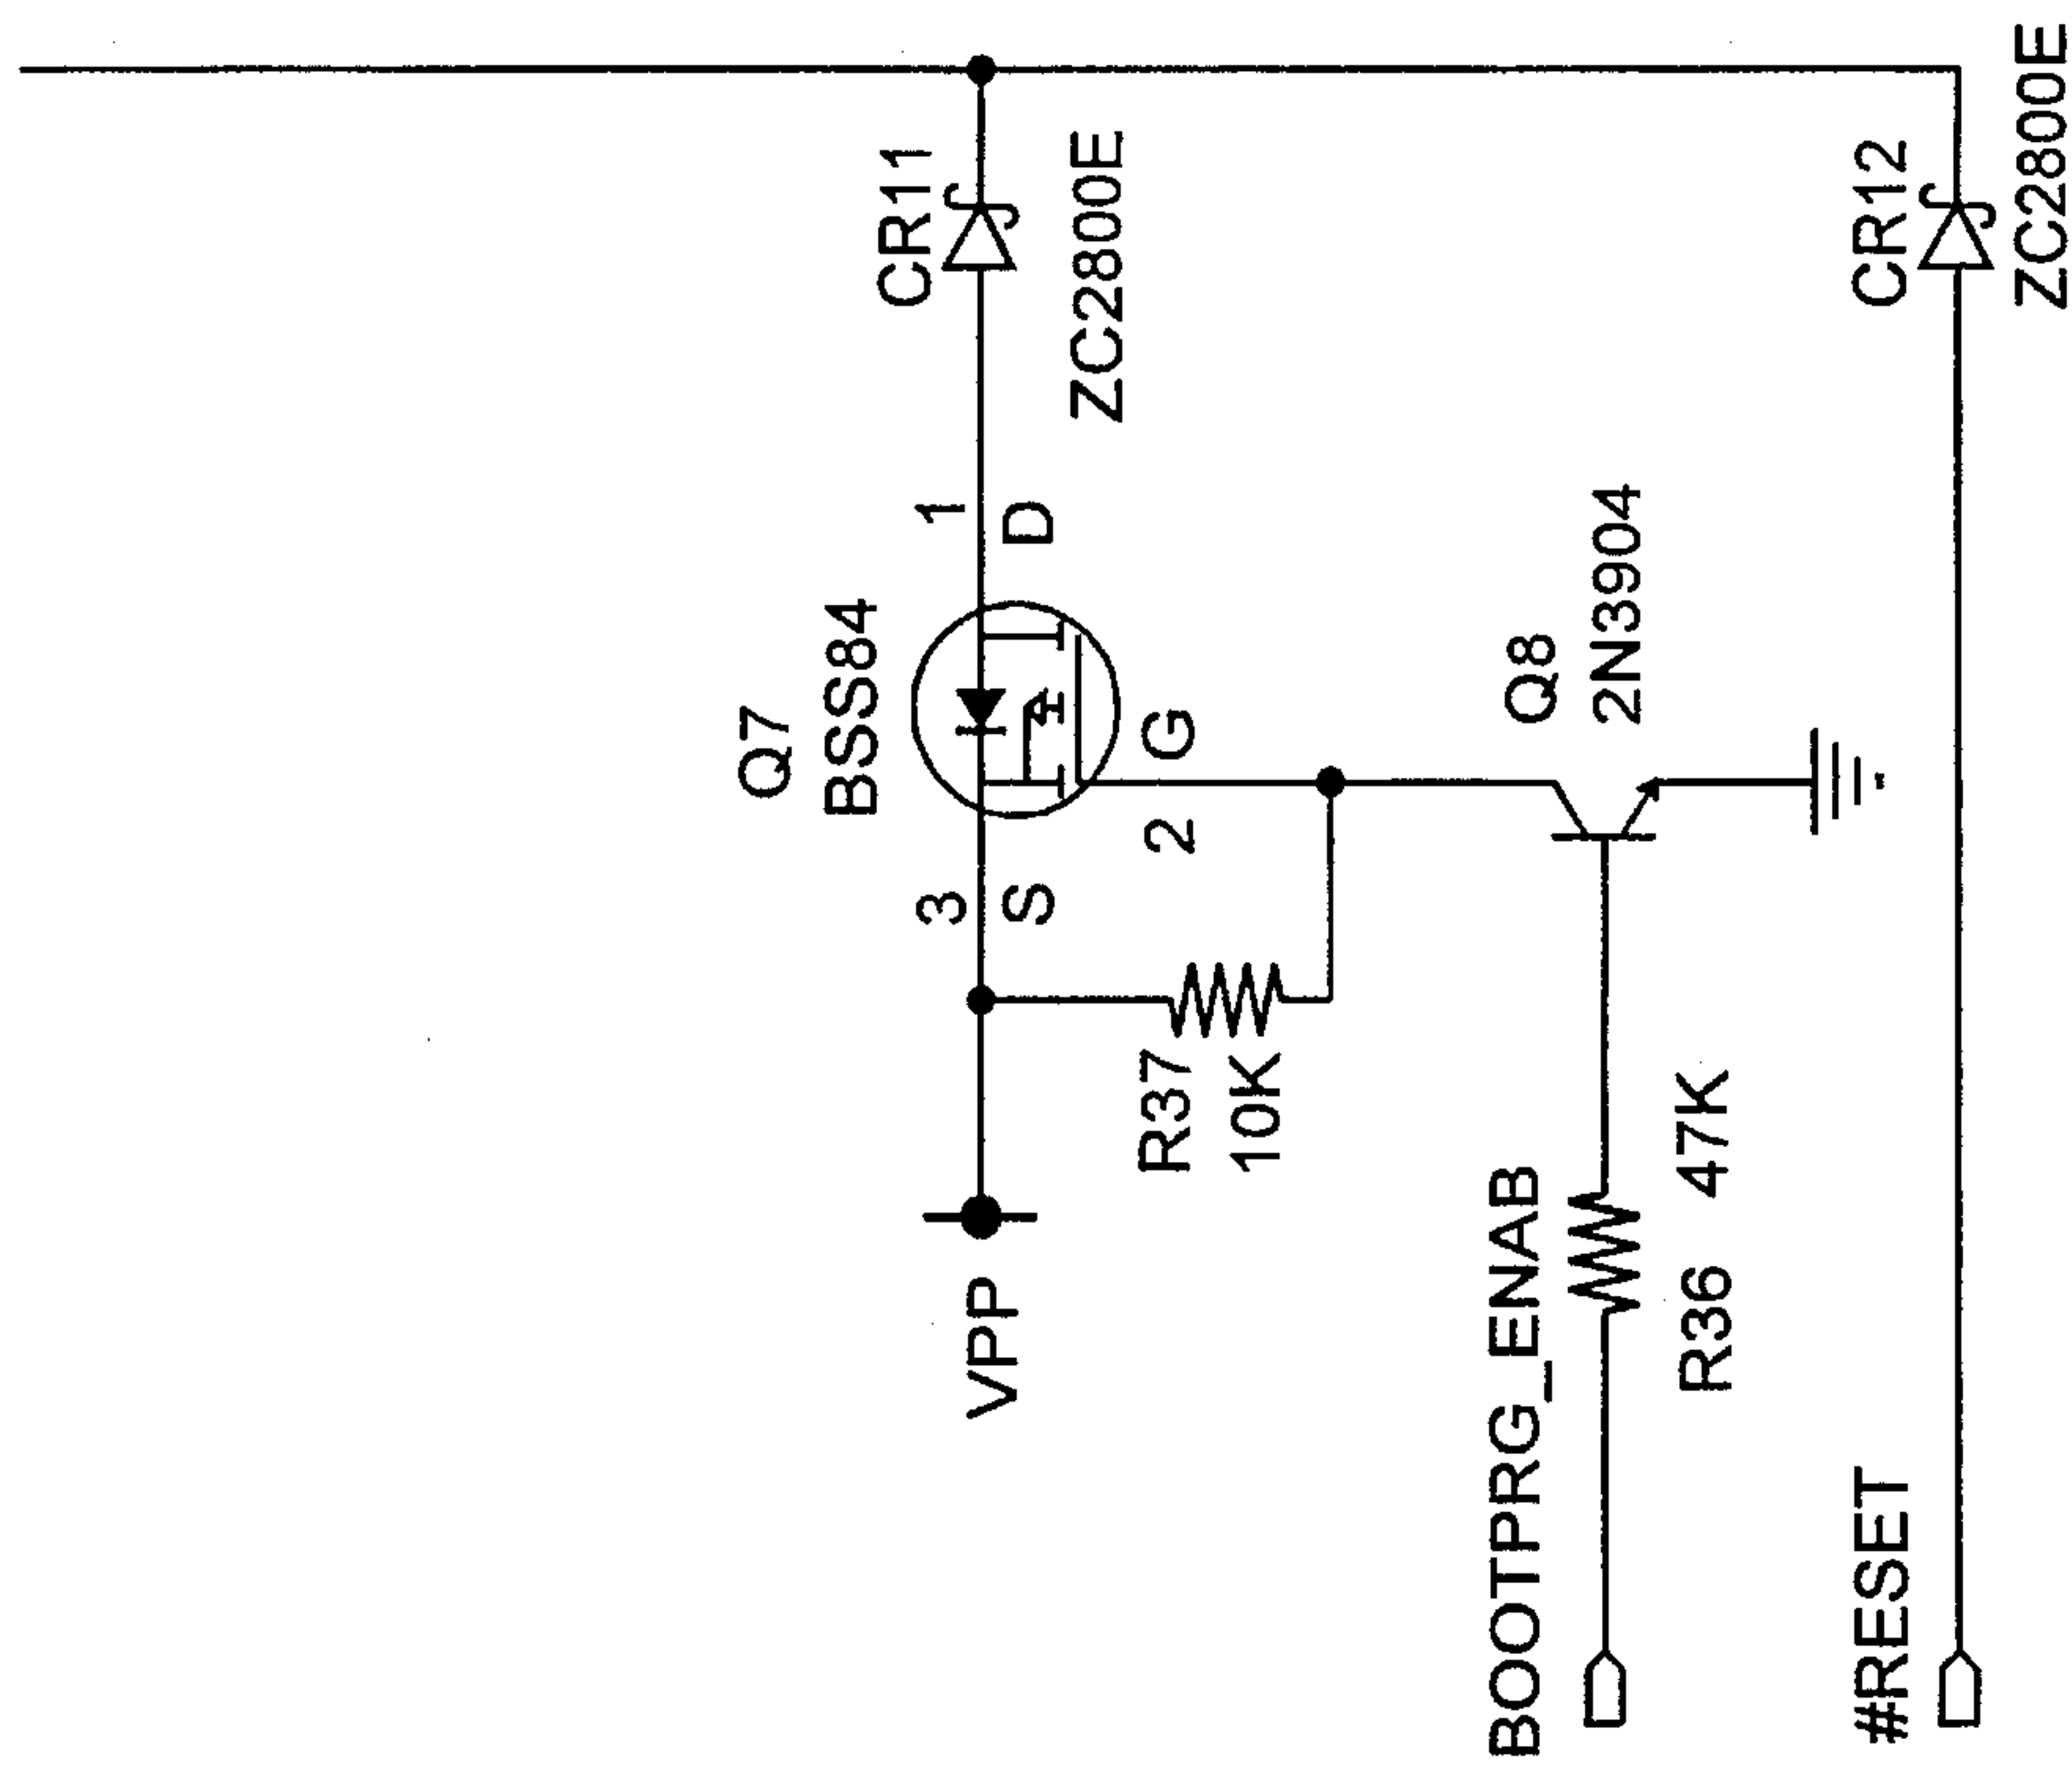 Q7
BSS84
CR11
ZC2800E
3
S
1
D
G
2
VPP
R37
10K
Q8
2N3904
BOOTPRG_ENAB
R36 47K
CR12
ZC2800E
#RESET